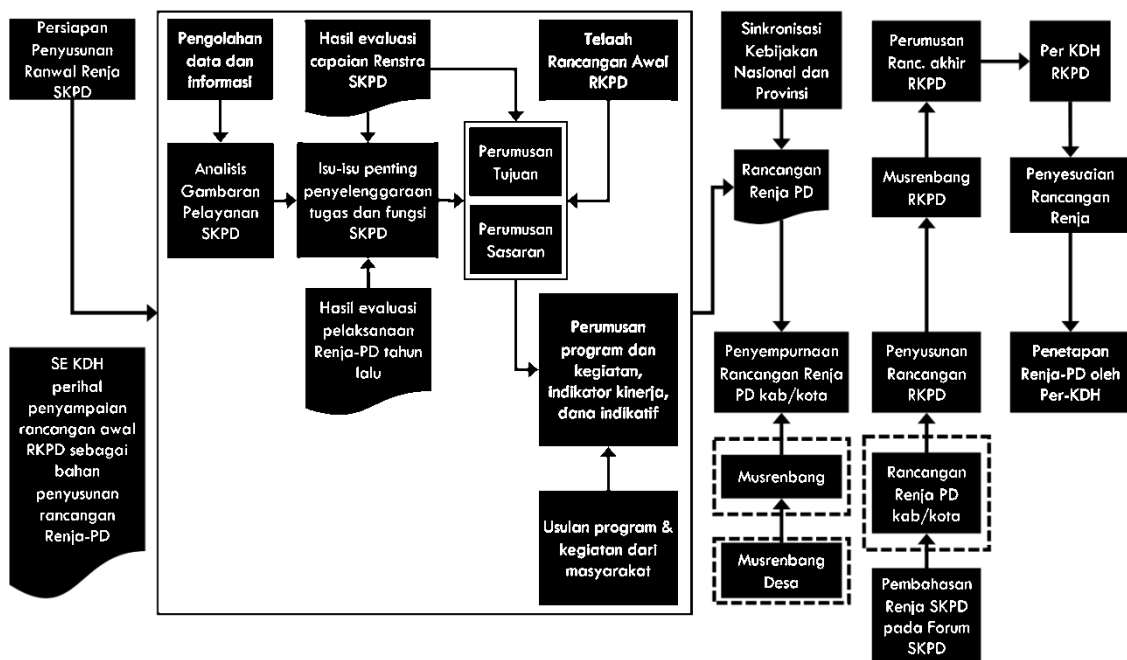 Persiapan
Penyusunan
Ranwal Renja
SKPD
Pengolahan
data dan
informasi
Hasil evaluasi
capaian Renstra
SKPD
Telaah
Rancangan Awal
RKPD
Analisis
Gambaran
Pelayanan
SKPD
Isu-isu penting
penyelenggaraan
tugas dan fungsi
SKPD
Perumusan
Tujuan
Perumusan
Sasaran
Hasil evaluasi
pelaksanaan
Renja-PD tahun
lalu
Perumusan
program dan
kegiatan,
indikator kinerja,
dana indikatif
Usulan program &
kegiatan dari
masyarakat
SE KDH
perihal
penyampaian
rancangan awal
RKPD sebagai
bahan
penyusunan
rancangan
Renja-PD
Sinkronisasi
Kebijakan
Nasional dan
Provinsi
Rancangan
Renja PD
Penyempurnaan
Rancangan Renja
PD kab/kota
Musrenbang
Musrenbang
Desa
Perumusan
Ranc. akhir
RKPD
Musrenbang
RKPD
Penyusunan
Rancangan
RKPD
Rancangan
Renja PD
kab/kota
Pembahasan
Renja SKPD
pada Forum
SKPD
Per KDH
RKPD
Penyesuaian
Rancangan
Renja
Penetapan
Renja-PD oleh
Per-KDH